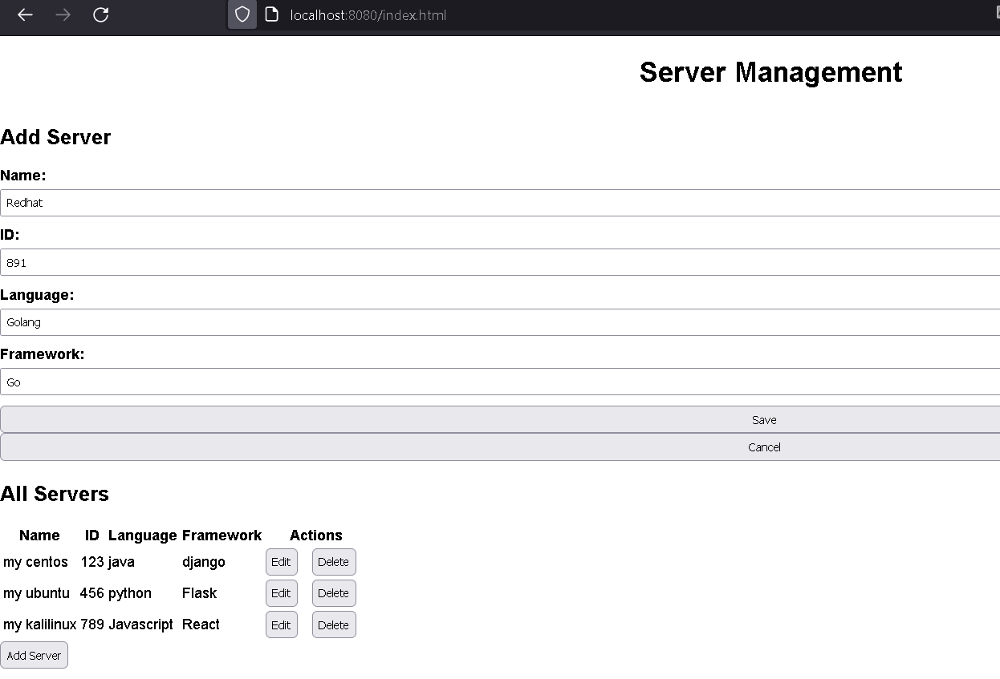 localhost:8080/index.html
Server Management
Add Server
Name:
Redhat
ID:
891
Language:
Golang
Framework:
Go
Save
Cancel
All Servers
Name ID Language Framework Actions
my centos 123 java django Edit Delete
my ubuntu 456 python Flask Edit Delete
my kalilinux 789 Javascript React Edit Delete
Add Server